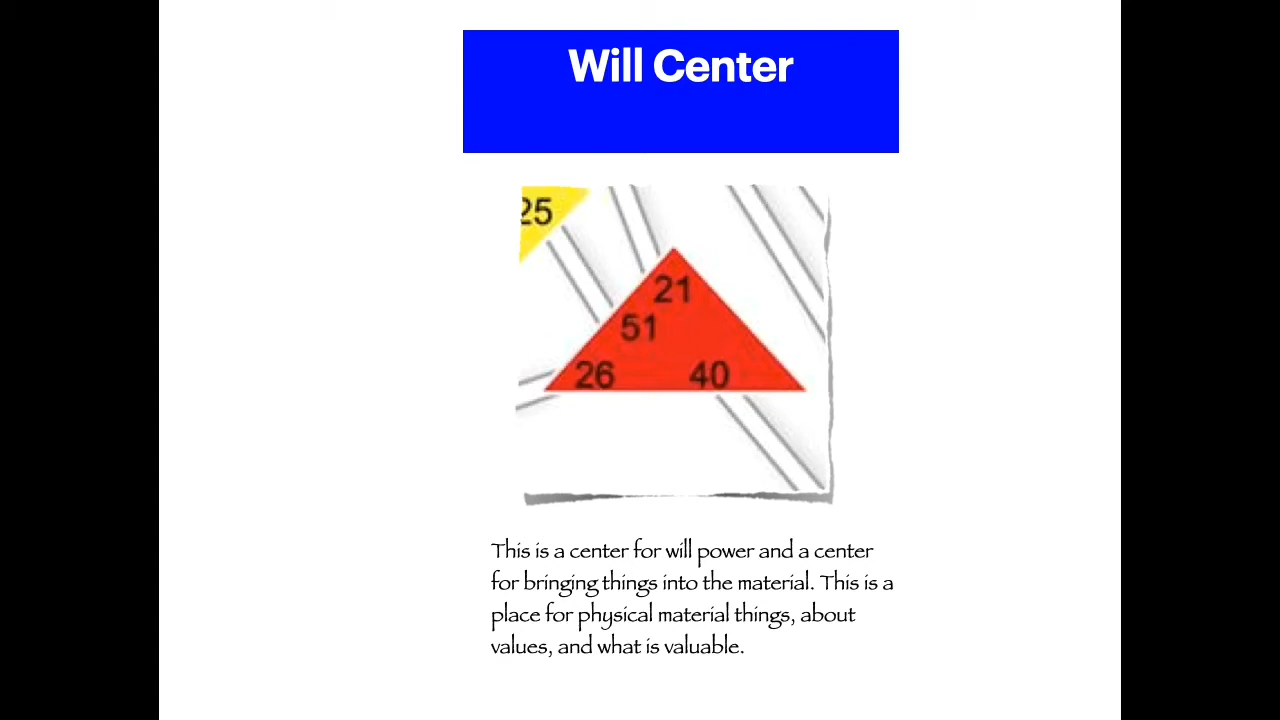 Will Center
25
21
51
26 40
This is a center for will power and a center
for bringing things into the material. This is a
place for physical material things, about
values, and what is valuable.